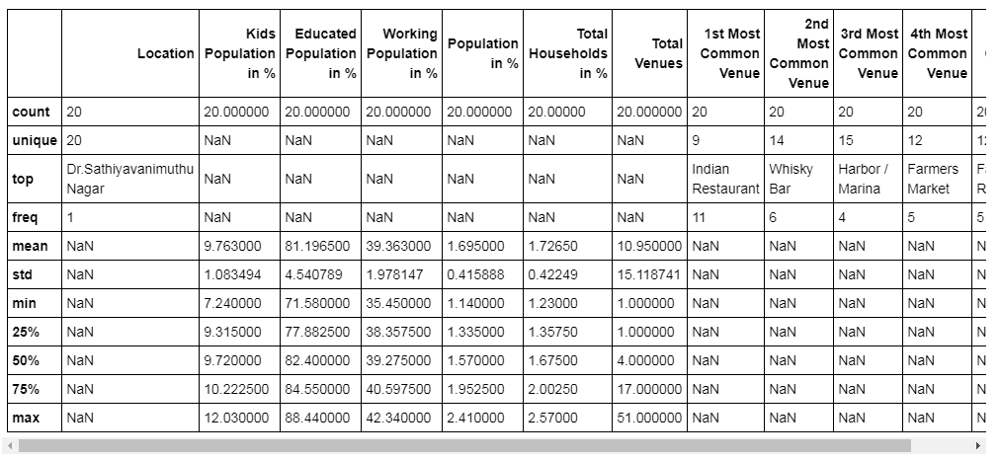 Location Kids Population in % Educated Population in % Working Population in % Population in % Total Households in % Total Venues 1st Most Common Venue 2nd Most Common Venue 3rd Most Common Venue 4th Most Common Venue
count 20 20.000000 20.000000 20.000000 20.000000 20.00000 20.000000 20 20 20 20
unique 20 NaN NaN NaN NaN NaN NaN 9 14 15 12
top Dr.Sathiyavanimuthu Nagar NaN NaN NaN NaN NaN NaN Indian Restaurant Whisky Bar Harbor / Marina Farmers Market
freq 1 NaN NaN NaN NaN NaN NaN 11 6 4 5 5
mean NaN 9.763000 81.196500 39.363000 1.695000 1.72650 10.950000 NaN NaN NaN NaN
std NaN 1.083494 4.540789 1.978147 0.415888 0.42249 15.118741 NaN NaN NaN NaN
min NaN 7.240000 71.580000 35.450000 1.140000 1.23000 1.000000 NaN NaN NaN NaN
25% NaN 9.315000 77.882500 38.357500 1.335000 1.35750 1.000000 NaN NaN NaN NaN
50% NaN 9.720000 82.400000 39.275000 1.570000 1.67500 4.000000 NaN NaN NaN NaN
75% NaN 10.222500 84.550000 40.597500 1.952500 2.00250 17.000000 NaN NaN NaN NaN
max NaN 12.030000 88.440000 42.340000 2.410000 2.57000 51.000000 NaN NaN NaN NaN